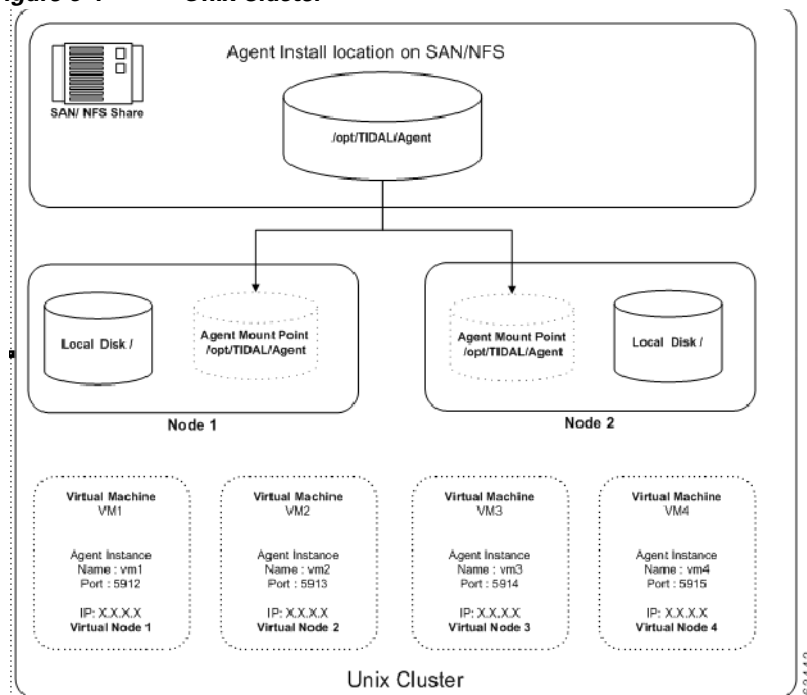 Unix Cluster
Agent Install location on SAN/NFS
SAN/ NFS Share
/opt/TIDAL/Agent
Local Disk /
Agent Mount Point
/opt/TIDAL/Agent
Agent Mount Point
/opt/TIDAL/Agent
Local Disk /
Node 1
Node 2
Virtual Machine
VM1
Agent Instance
Name : vm1
Port : 5912
IP: X.X.X.X
Virtual Node 1
Virtual Machine
VM2
Agent Instance
Name : vm2
Port : 5913
IP: X.X.X.X
Virtual Node 2
Virtual Machine
VM3
Agent Instance
Name : vm3
Port : 5914
IP: X.X.X.X
Virtual Node 3
Virtual Machine
VM4
Agent Instance
Name : vm4
Port : 5915
IP: X.X.X.X
Virtual Node 4
Unix Cluster